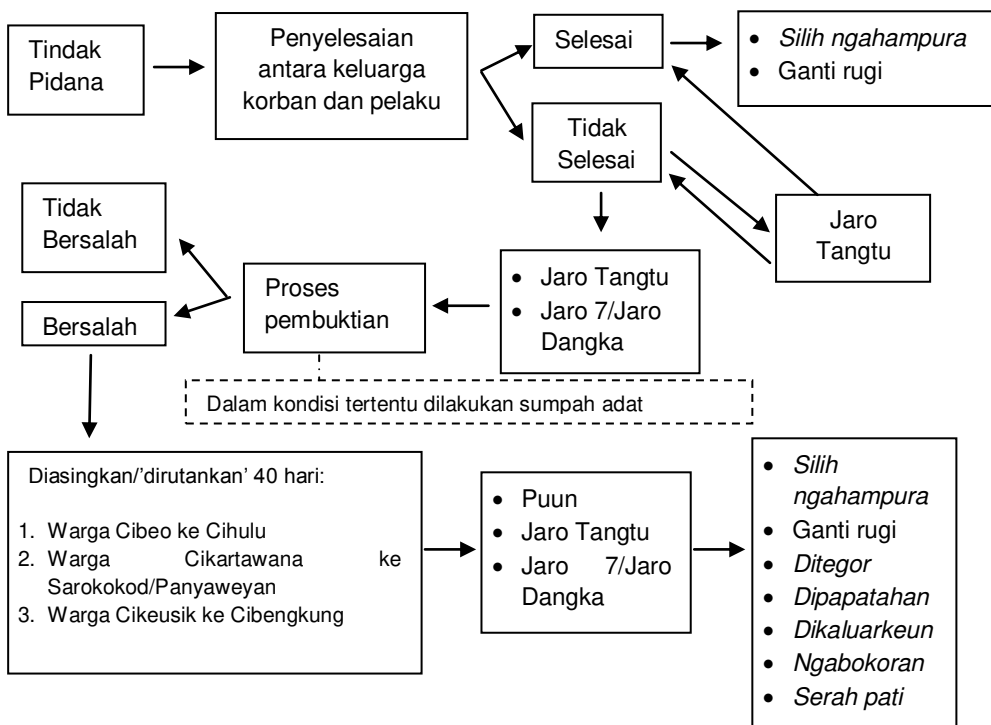 Tindak
Pidana
Penyelesaian
antara keluarga
korban dan pelaku
Selesai
• Silih ngahampura
• Ganti rugi
Tidak
Selesai
Jaro
Tangtu
• Jaro Tangtu
• Jaro 7/Jaro
Dangka
Proses
pembuktian
Tidak
Bersalah
Bersalah
Dalam kondisi tertentu dilakukan sumpah adat
Diasingkan/'dirutankan' 40 hari:
1. Warga Cibeo ke Cihulu
2. Warga Cikartawana ke
Sarokokod/Panyaweyan
3. Warga Cikeusik ke Cibengkung
• Puun
• Jaro Tangtu
• Jaro 7/Jaro
Dangka
• Silih
ngahampura
• Ganti rugi
• Ditegor
• Dipapatahan
• Dikaluarkeun
• Ngabokoran
• Serah pati